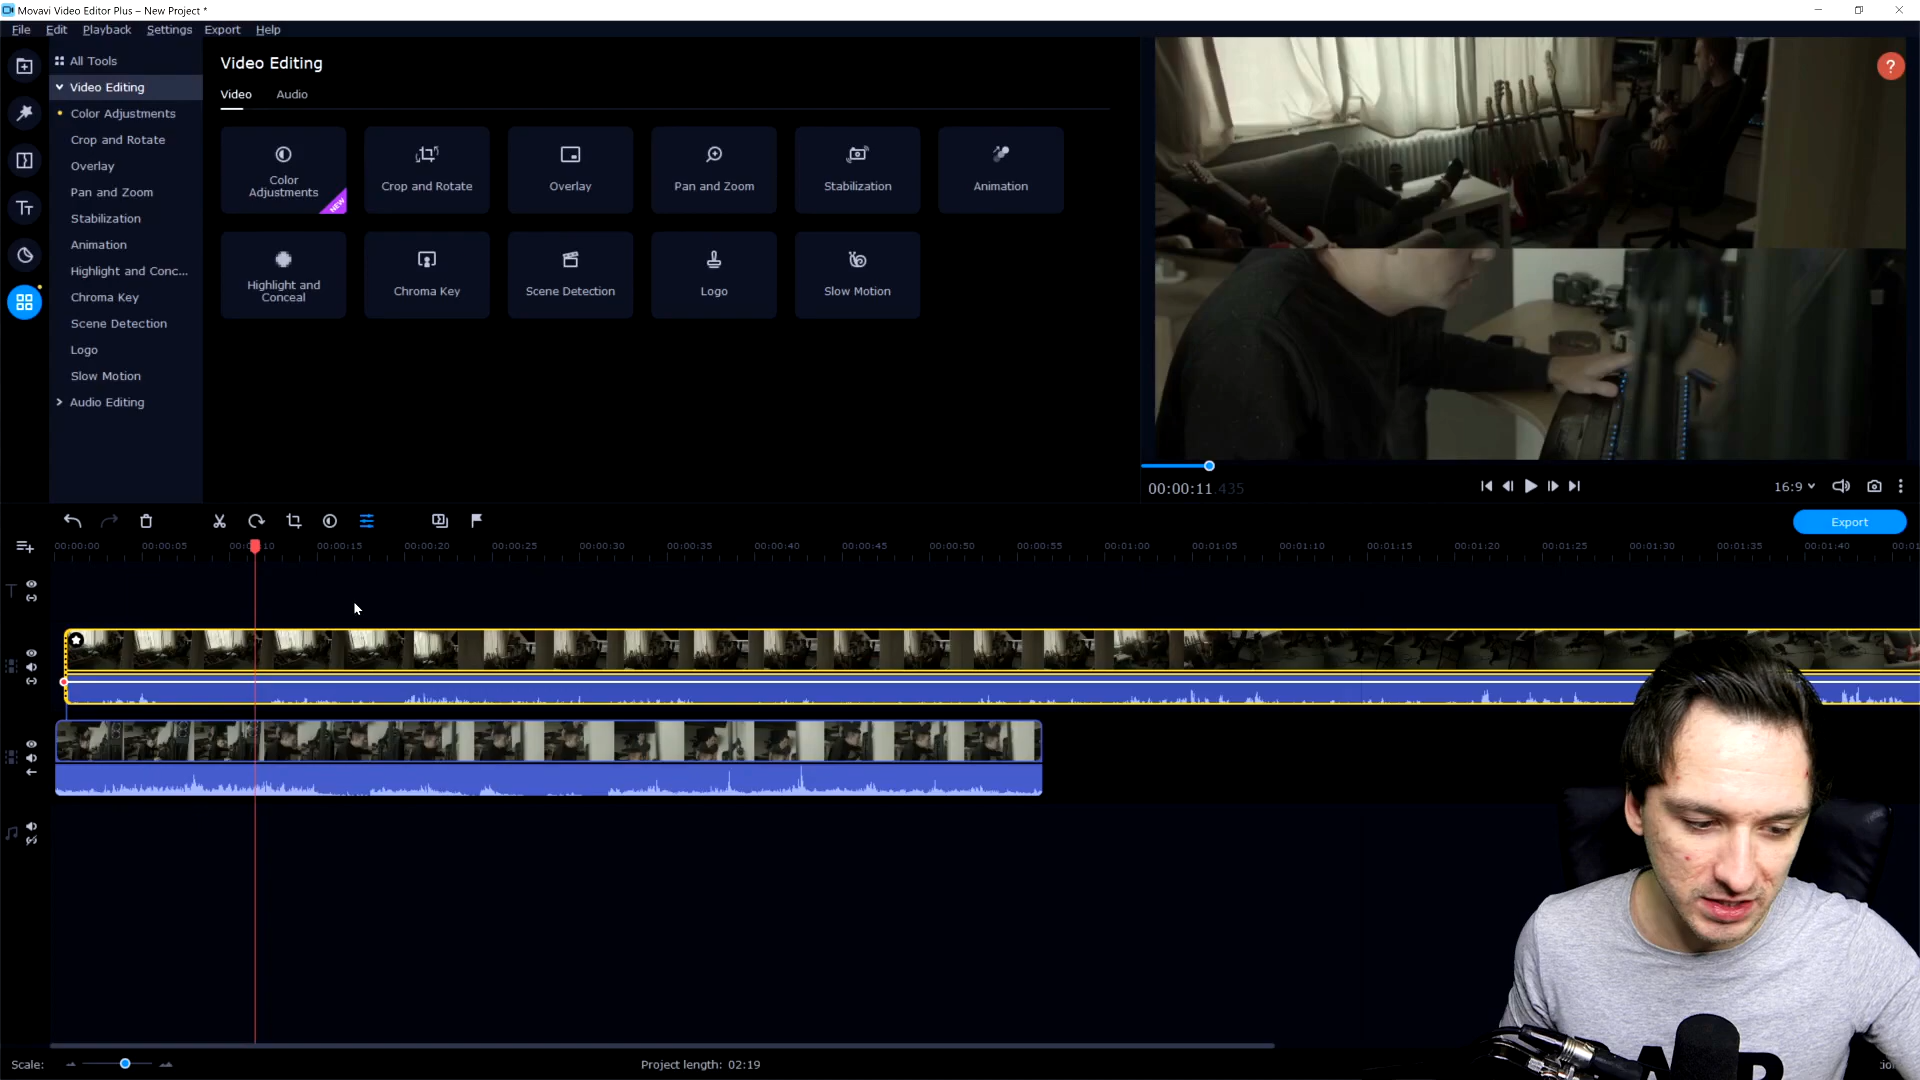 Movavi Video Editor Plus – New Project *
File Edit Playback Settings Export Help
All Tools
Video Editing
Color Adjustments
Crop and Rotate
Overlay
Pan and Zoom
Stabilization
Animation
Highlight and Conc...
Chroma Key
Scene Detection
Logo
Slow Motion
Audio Editing
Video Editing
Video Audio
Color Adjustments
NEW
Crop and Rotate
Overlay
Pan and Zoom
Stabilization
Animation
Highlight and Conceal
Chroma Key
Scene Detection
Logo
Slow Motion
?
00:00:11.435
16:9
Export
00:00:00 00:00:05 00:00:10 00:00:15 00:00:20 00:00:25 00:00:30 00:00:35 00:00:40 00:00:45 00:00:50 00:00:55 00:01:00 00:01:05 00:01:10 00:01:15 00:01:20 00:01:25 00:01:30 00:01:35 00:01:40
Scale:
Project length: 02:19